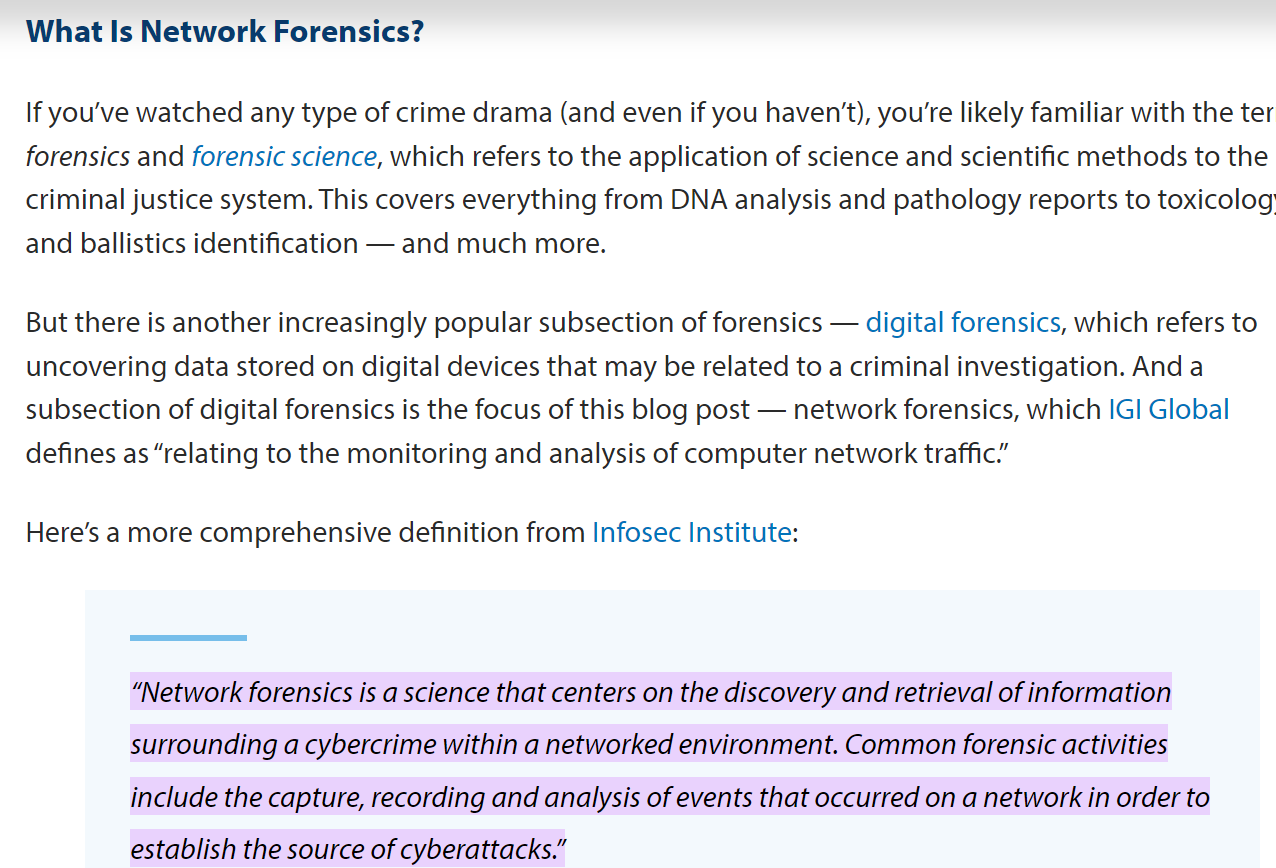 What Is Network Forensics?
If you’ve watched any type of crime drama (and even if you haven’t), you’re likely familiar with the
forensics and forensic science, which refers to the application of science and scientific methods to the
criminal justice system. This covers everything from DNA analysis and pathology reports to toxicology
and ballistics identification — and much more.
But there is another increasingly popular subsection of forensics — digital forensics, which refers to
uncovering data stored on digital devices that may be related to a criminal investigation. And a
subsection of digital forensics is the focus of this blog post — network forensics, which IGI Global
defines as “relating to the monitoring and analysis of computer network traffic.”
Here’s a more comprehensive definition from Infosec Institute:
“Network forensics is a science that centers on the discovery and retrieval of information
surrounding a cybercrime within a networked environment. Common forensic activities
include the capture, recording and analysis of events that occurred on a network in order to
establish the source of cyberattacks.”